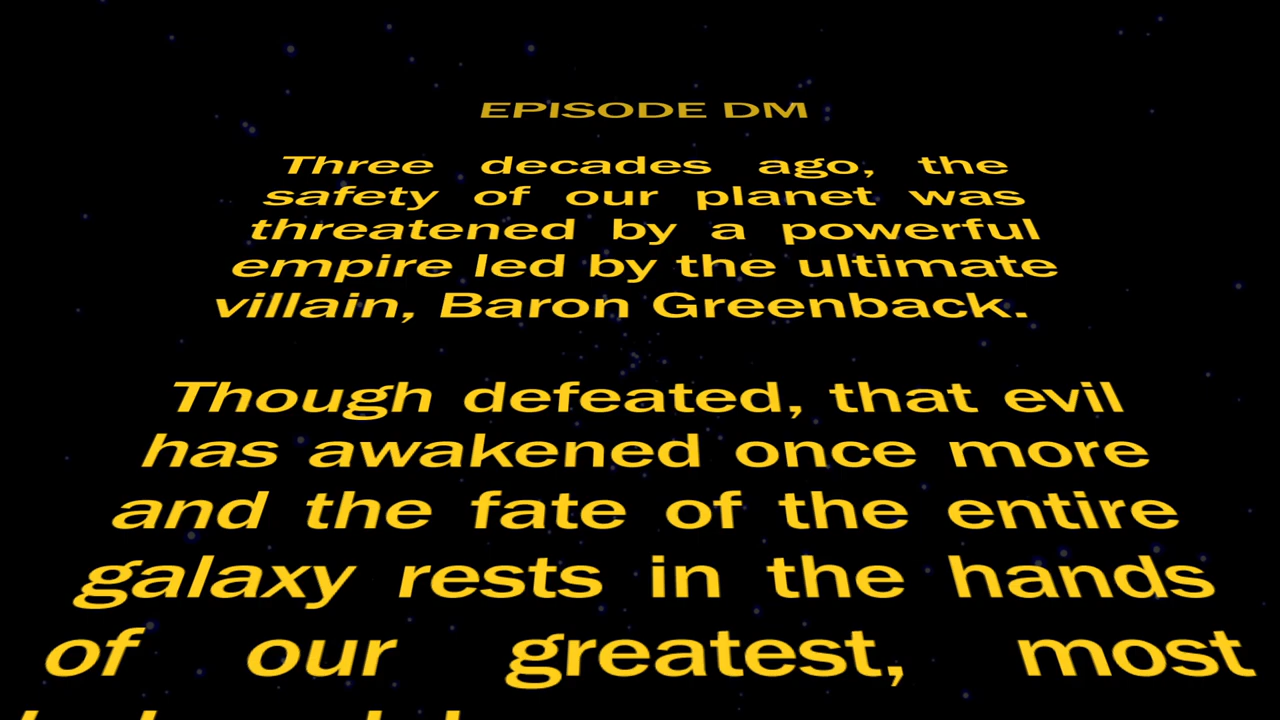 EPISODE DM
Three decades ago, the
safety of our planet was
threatened by a powerful
empire led by the ultimate
villain, Baron Greenback.
Though defeated, that evil
has awakened once more
and the fate of the entire
galaxy rests in the hands
of our greatest, most